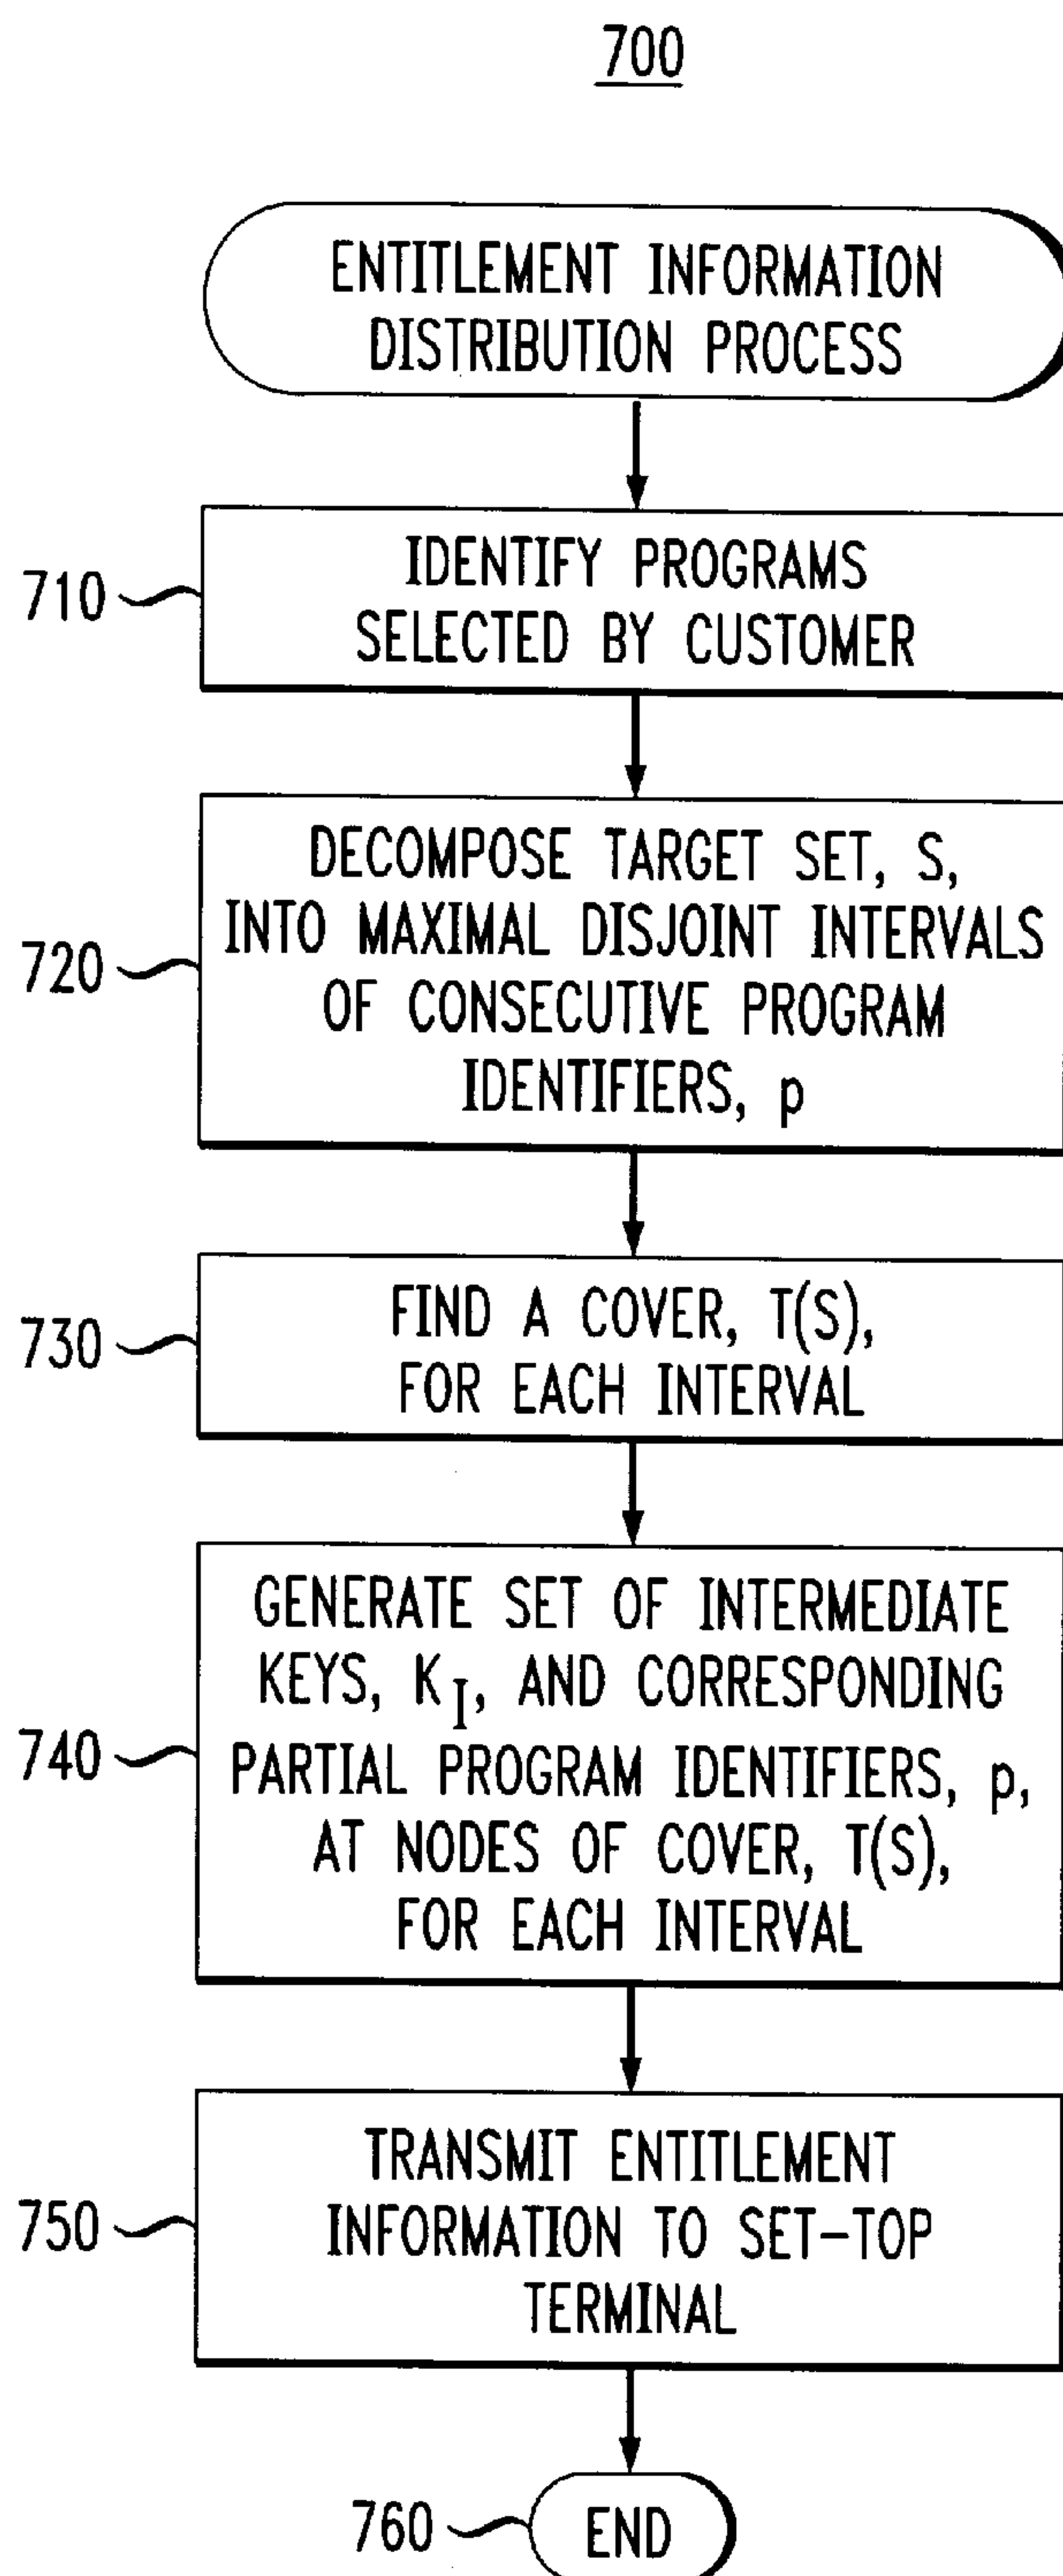 700
ENTITLEMENT INFORMATION
DISTRIBUTION PROCESS
710
IDENTIFY PROGRAMS
SELECTED BY CUSTOMER
720
DECOMPOSE TARGET SET, S,
INTO MAXIMAL DISJOINT INTERVALS
OF CONSECUTIVE PROGRAM
IDENTIFIERS, p
730
FIND A COVER, T(S),
FOR EACH INTERVAL
740
GENERATE SET OF INTERMEDIATE
KEYS, K_I, AND CORRESPONDING
PARTIAL PROGRAM IDENTIFIERS, p,
AT NODES OF COVER, T(S),
FOR EACH INTERVAL
750
TRANSMIT ENTITLEMENT
INFORMATION TO SET-TOP
TERMINAL
760
END